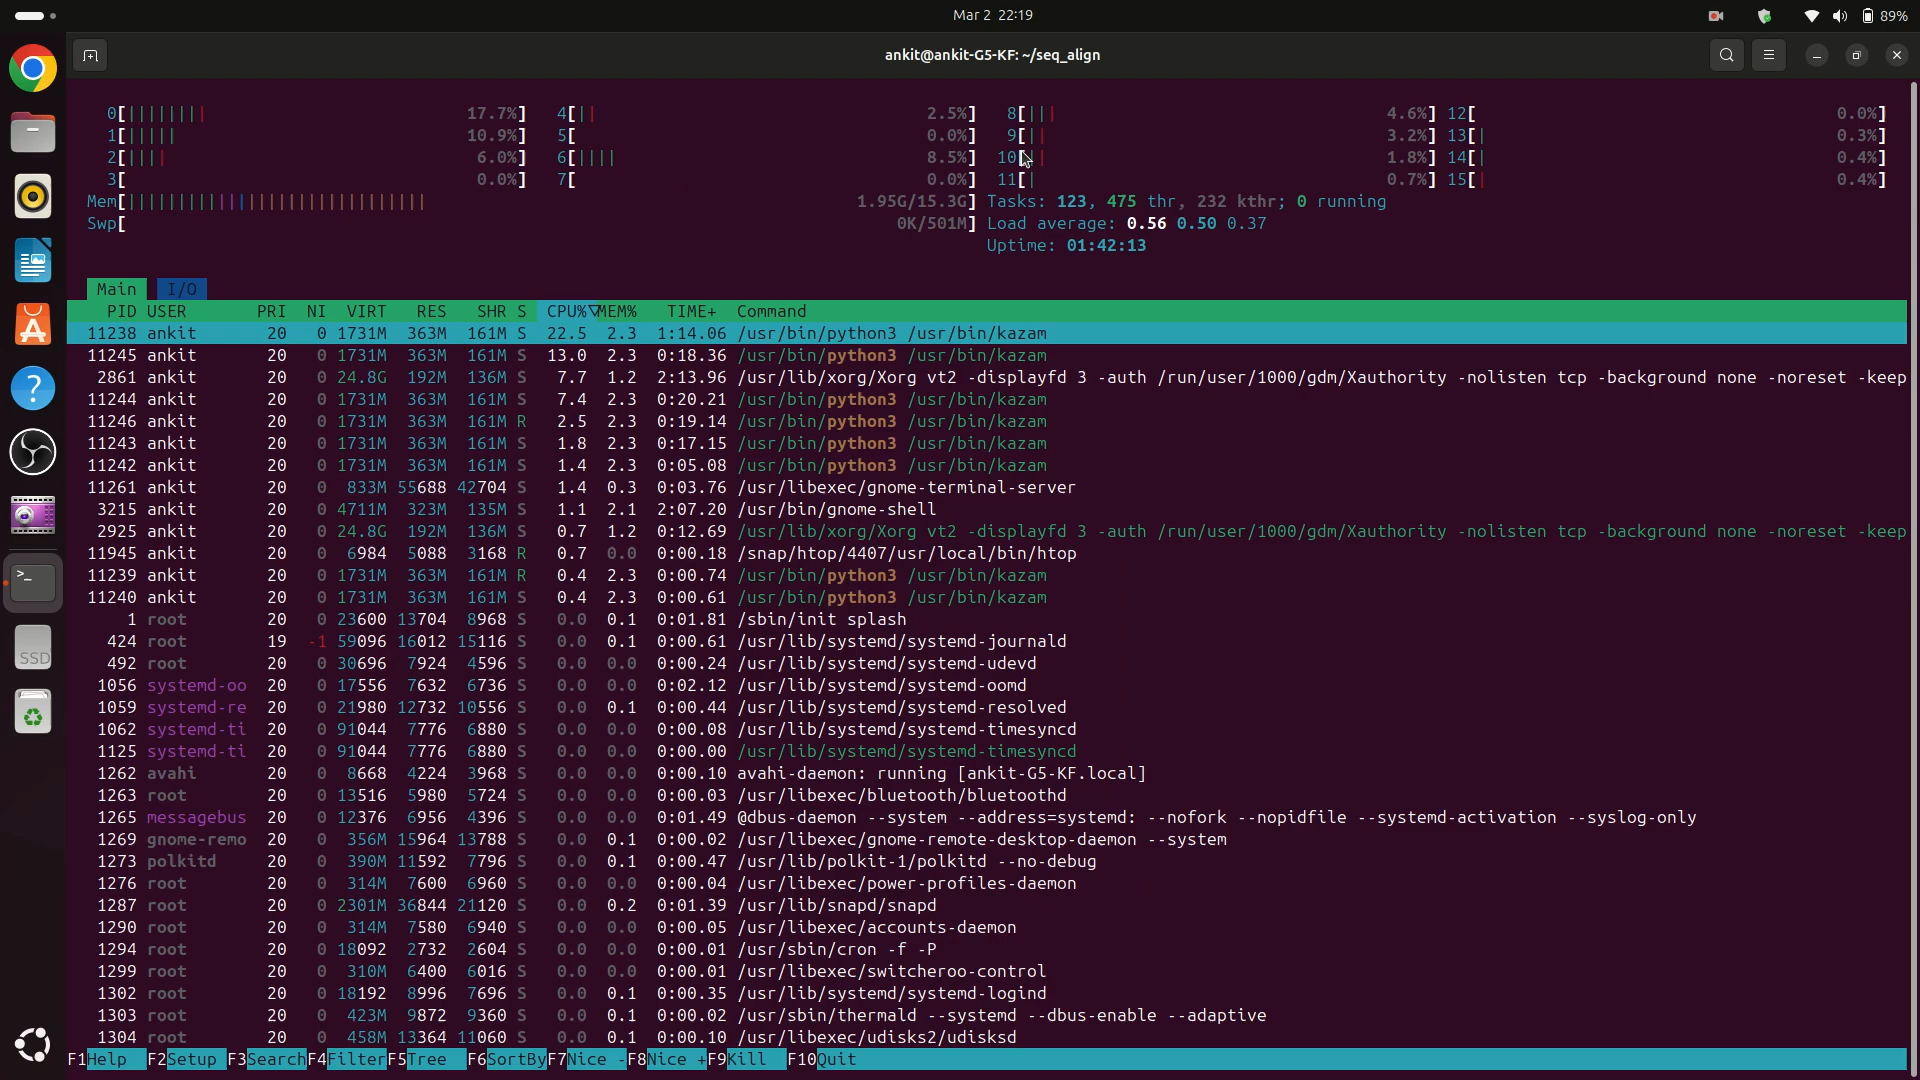 Mar 2 22:19
89%
ankit@ankit-G5-KF: ~/seq_align
0[||||||||| 17.7%] 4[|| 2.5%] 8[||| 4.6%] 12[ 0.0%]
1[||||| 10.9%] 5[ 0.0%] 9[|| 3.2%] 13[| 0.3%]
2[|||| 6.0%] 6[|||| 8.5%] 10[|| 1.8%] 14[| 0.4%]
3[ 0.0%] 7[ 0.0%] 11[| 0.7%] 15[| 0.4%]
Mem[|||||||||||||||||||||||||||||| 1.95G/15.3G] Tasks: 123, 475 thr, 232 kthr; 0 running
Swp[ 0K/501M] Load average: 0.56 0.50 0.37
Uptime: 01:42:13
Main I/O
PID USER PRI NI VIRT RES SHR S CPU%▽MEM% TIME+ Command
11238 ankit 20 0 1731M 363M 161M S 22.5 2.3 1:14.06 /usr/bin/python3 /usr/bin/kazam
11245 ankit 20 0 1731M 363M 161M S 13.0 2.3 0:18.36 /usr/bin/python3 /usr/bin/kazam
2861 ankit 20 0 24.8G 192M 136M S 7.7 1.2 2:13.96 /usr/lib/xorg/Xorg vt2 -displayfd 3 -auth /run/user/1000/gdm/Xauthority -nolisten tcp -background none -noreset -keep
11244 ankit 20 0 1731M 363M 161M S 7.4 2.3 0:20.21 /usr/bin/python3 /usr/bin/kazam
11246 ankit 20 0 1731M 363M 161M R 2.5 2.3 0:19.14 /usr/bin/python3 /usr/bin/kazam
11243 ankit 20 0 1731M 363M 161M S 1.8 2.3 0:17.15 /usr/bin/python3 /usr/bin/kazam
11242 ankit 20 0 1731M 363M 161M S 1.4 2.3 0:05.08 /usr/bin/python3 /usr/bin/kazam
11261 ankit 20 0 833M 55688 42704 S 1.4 0.3 0:03.76 /usr/libexec/gnome-terminal-server
3215 ankit 20 0 4711M 323M 135M S 1.1 2.1 2:07.20 /usr/bin/gnome-shell
2925 ankit 20 0 24.8G 192M 136M S 0.7 1.2 0:12.69 /usr/lib/xorg/Xorg vt2 -displayfd 3 -auth /run/user/1000/gdm/Xauthority -nolisten tcp -background none -noreset -keep
11945 ankit 20 0 6984 5088 3168 R 0.7 0.0 0:00.18 /snap/htop/4407/usr/local/bin/htop
11239 ankit 20 0 1731M 363M 161M R 0.4 2.3 0:00.74 /usr/bin/python3 /usr/bin/kazam
11240 ankit 20 0 1731M 363M 161M S 0.4 2.3 0:00.61 /usr/bin/python3 /usr/bin/kazam
1 root 20 0 23600 13704 8968 S 0.0 0.1 0:01.81 /sbin/init splash
424 root 19 -1 59096 16012 15116 S 0.0 0.1 0:00.61 /usr/lib/systemd/systemd-journald
492 root 20 0 30696 7924 4596 S 0.0 0.0 0:00.24 /usr/lib/systemd/systemd-udevd
1056 systemd-oo 20 0 17556 7632 6736 S 0.0 0.0 0:02.12 /usr/lib/systemd/systemd-oomd
1059 systemd-re 20 0 21980 12732 10556 S 0.0 0.1 0:00.44 /usr/lib/systemd/systemd-resolved
1062 systemd-ti 20 0 91044 7776 6880 S 0.0 0.0 0:00.08 /usr/lib/systemd/systemd-timesyncd
1125 systemd-ti 20 0 91044 7776 6880 S 0.0 0.0 0:00.00 /usr/lib/systemd/systemd-timesyncd
1262 avahi 20 0 8668 4224 3968 S 0.0 0.0 0:00.10 avahi-daemon: running [ankit-G5-KF.local]
1263 root 20 0 13516 5980 5724 S 0.0 0.0 0:00.03 /usr/libexec/bluetooth/bluetoothd
1265 messagebus 20 0 12376 6956 4396 S 0.0 0.0 0:01.49 @dbus-daemon --system --address=systemd: --nofork --nopidfile --systemd-activation --syslog-only
1269 gnome-remo 20 0 356M 15964 13788 S 0.0 0.1 0:00.02 /usr/libexec/gnome-remote-desktop-daemon --system
1273 polkitd 20 0 390M 11592 7796 S 0.0 0.1 0:00.47 /usr/lib/polkit-1/polkitd --no-debug
1276 root 20 0 314M 7600 6960 S 0.0 0.0 0:00.04 /usr/libexec/power-profiles-daemon
1287 root 20 0 2301M 36844 21120 S 0.0 0.2 0:01.39 /usr/lib/snapd/snapd
1290 root 20 0 314M 7580 6940 S 0.0 0.0 0:00.05 /usr/libexec/accounts-daemon
1294 root 20 0 18092 2732 2604 S 0.0 0.0 0:00.01 /usr/sbin/cron -f -P
1299 root 20 0 310M 6400 6016 S 0.0 0.0 0:00.01 /usr/libexec/switcheroo-control
1302 root 20 0 18192 8996 7696 S 0.0 0.1 0:00.35 /usr/lib/systemd/systemd-logind
1303 root 20 0 423M 9872 9360 S 0.0 0.1 0:00.02 /usr/sbin/thermald --systemd --dbus-enable --adaptive
1304 root 20 0 458M 13364 11060 S 0.0 0.1 0:00.10 /usr/libexec/udisks2/udisksd
F1Help F2Setup F3SearchF4FilterF5Tree F6SortByF7Nice -F8Nice +F9Kill F10Quit
SSD